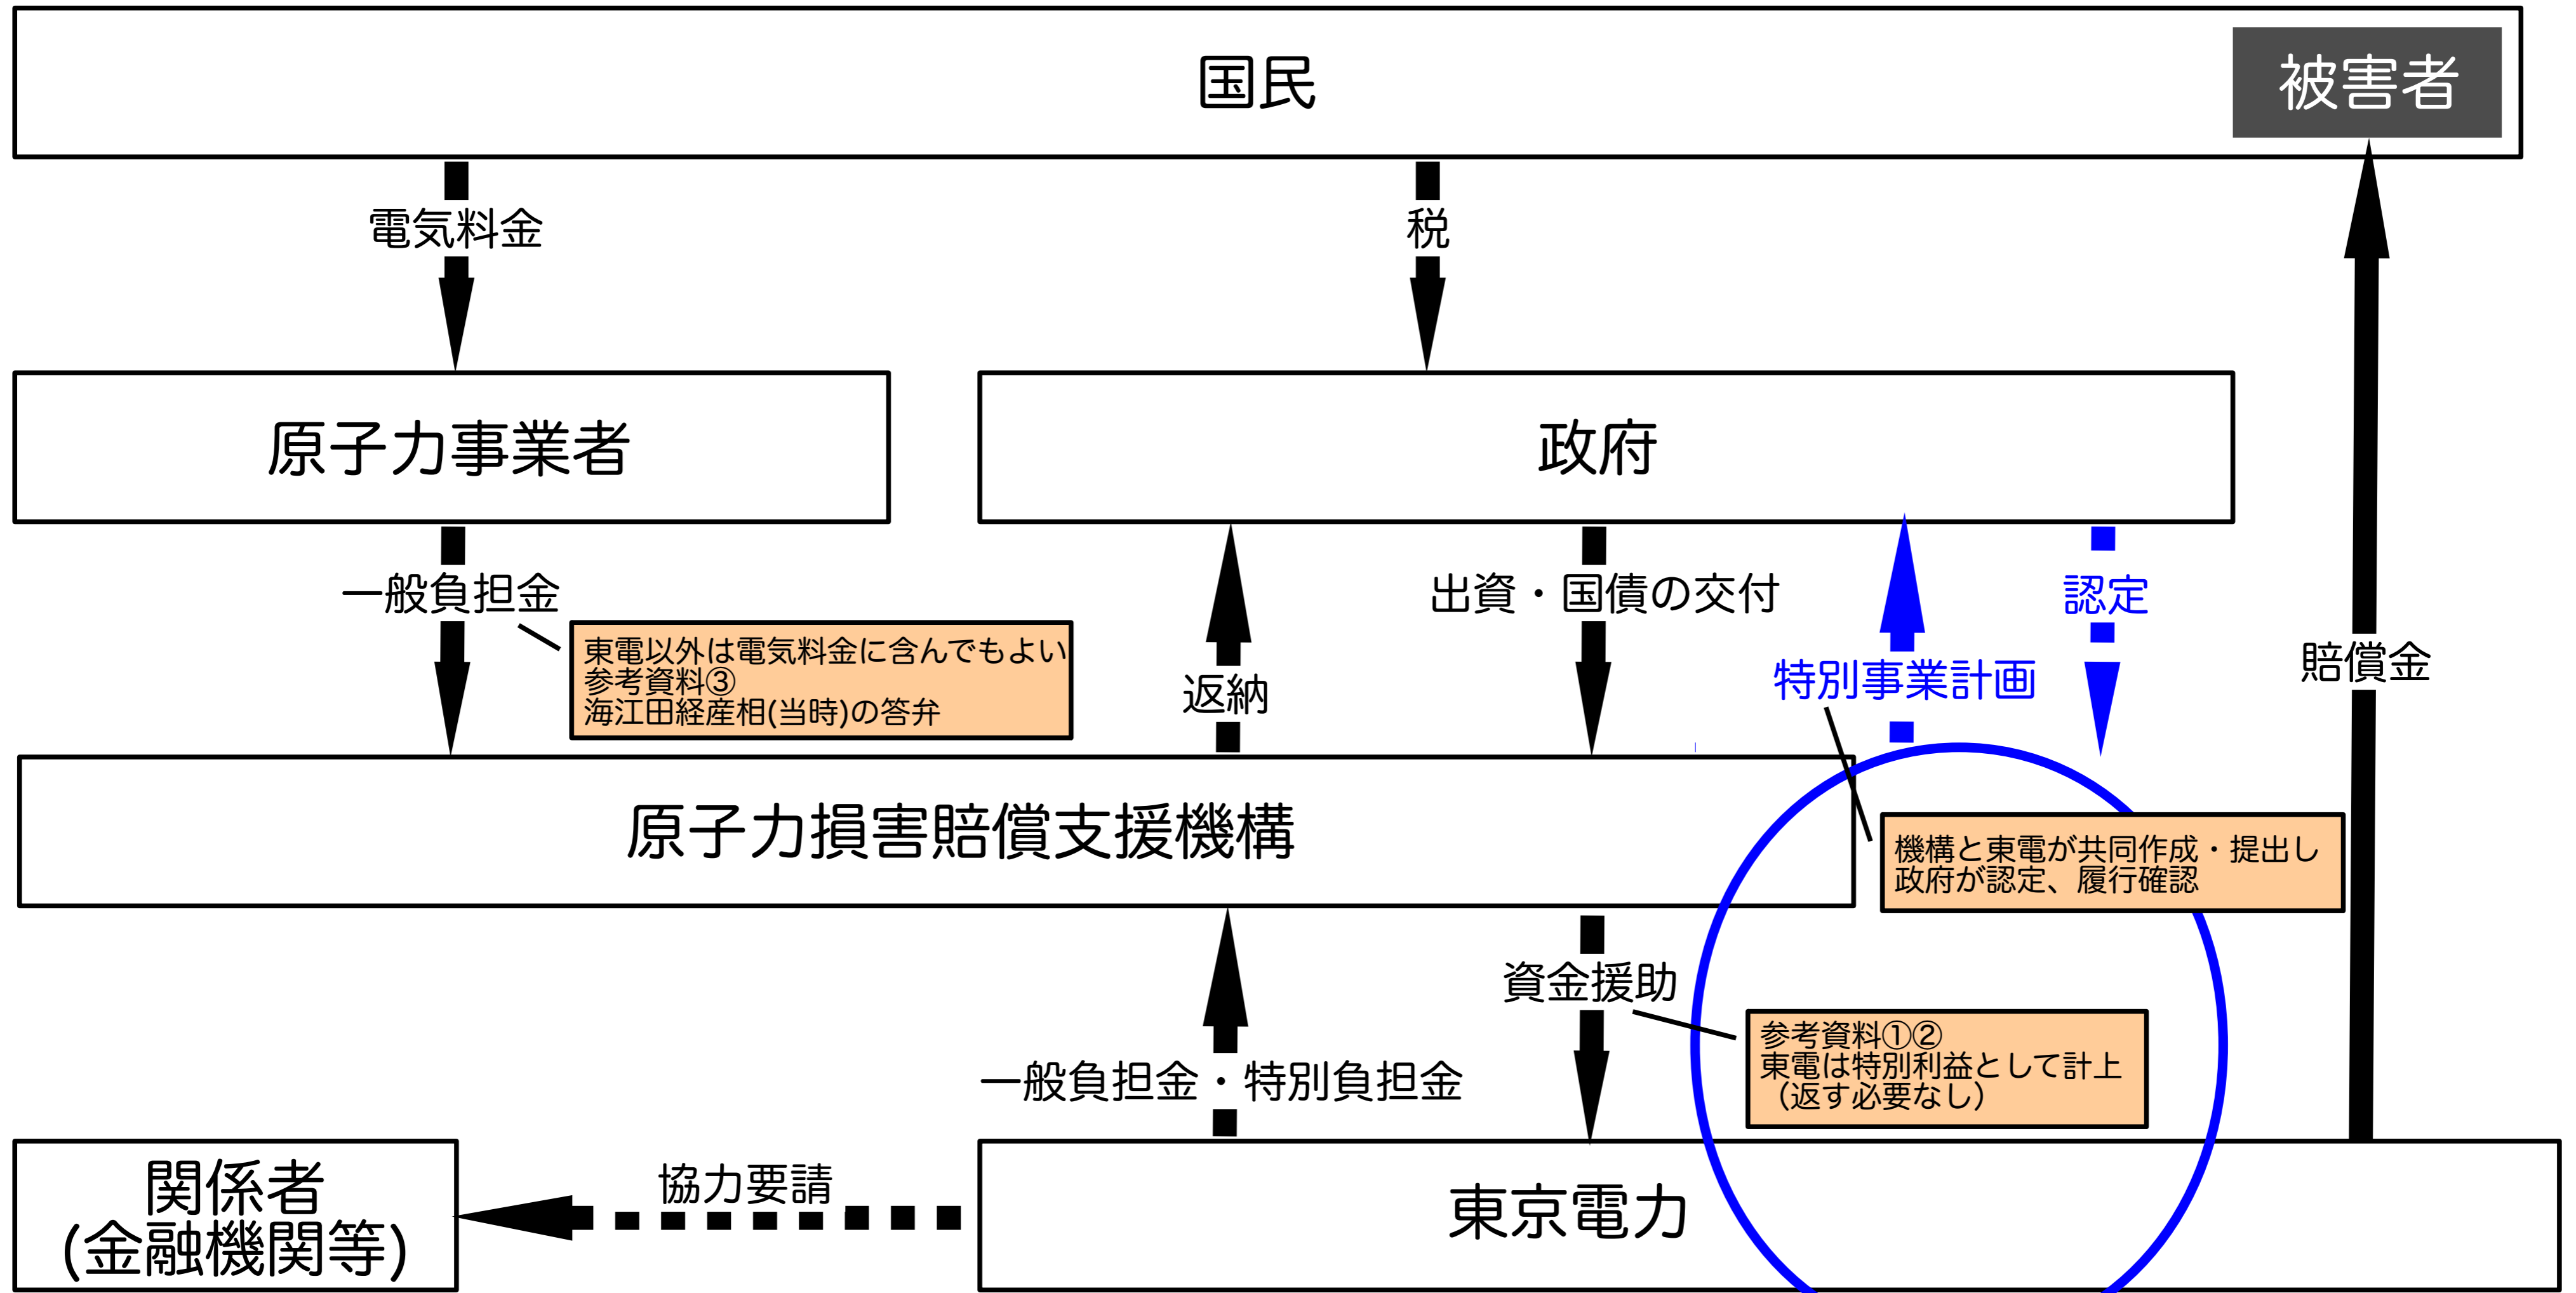 国民
被害者
電気料金
税
原子力事業者
政府
一般負担金
東電以外は電気料金に含んでもよい
参考資料③
海江田経産相(当時)の答弁
返納
出資・国債の交付
特別事業計画
認定
賠償金
原子力損害賠償支援機構
機構と東電が共同作成・提出し
政府が認定、履行確認
一般負担金・特別負担金
資金援助
参考資料①②
東電は特別利益として計上
（返す必要なし）
関係者
(金融機関等)
協力要請
東京電力